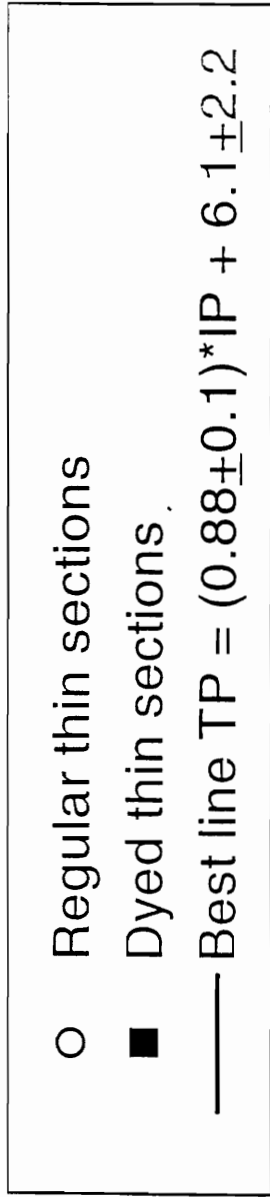 Regular thin sections
Dyed thin sections
Best line TP = (0.88±0.1)*IP + 6.1±2.2